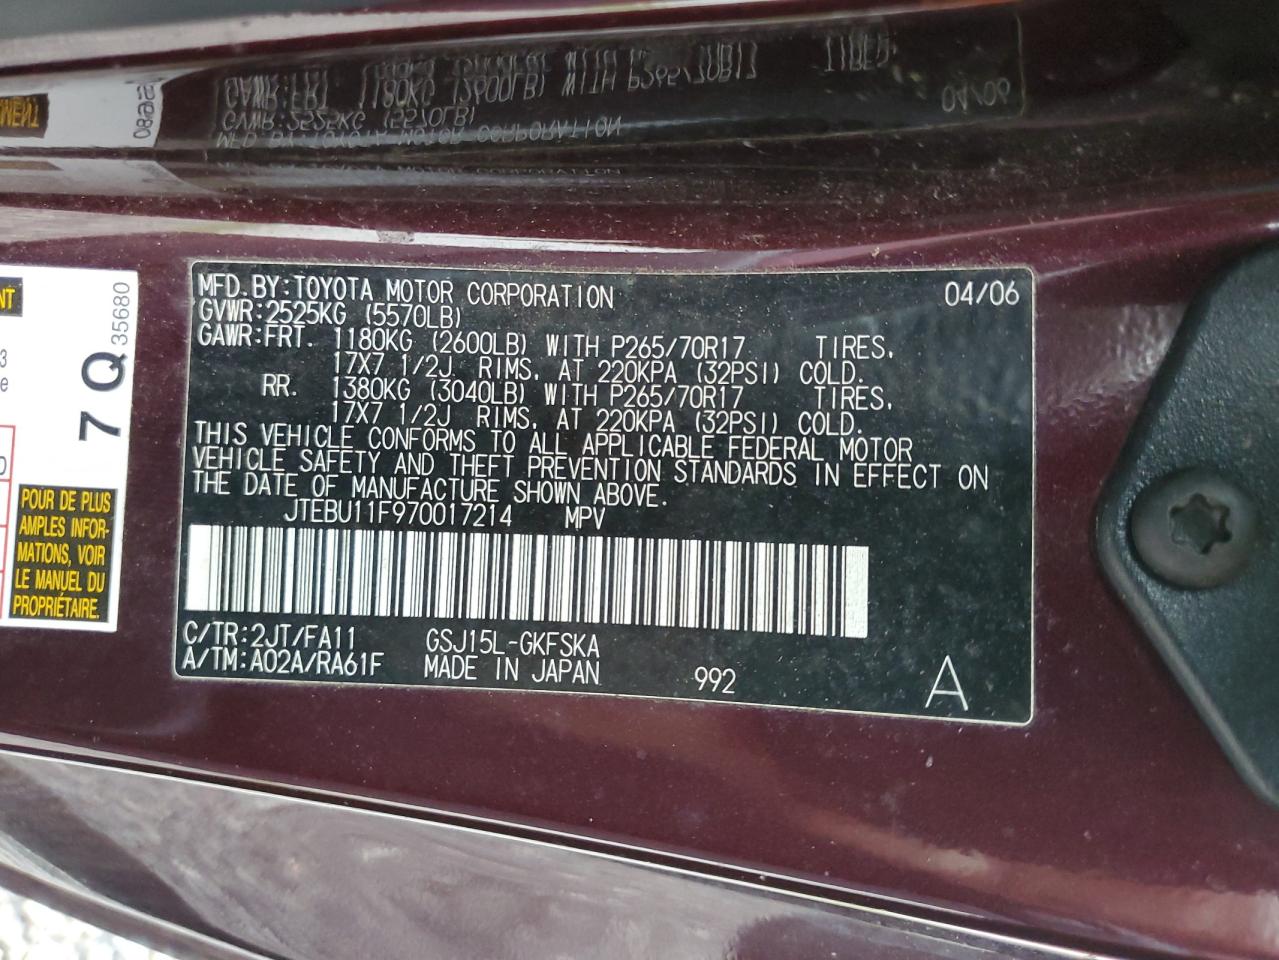 MFD.BY:TOYOTA MOTOR CORPORATION 04/06
GVWR:2525KG (5570LB)
GAWR:FRT. 1180KG (2600LB) WITH P265/70R17 TIRES,
17X7 1/2J RIMS, AT 220KPA (32PSI) COLD.
RR. 1380KG (3040LB) WITH P265/70R17 TIRES,
17X7 1/2J RIMS, AT 220KPA (32PSI) COLD.
THIS VEHICLE CONFORMS TO ALL APPLICABLE FEDERAL MOTOR
VEHICLE SAFETY AND THEFT PREVENTION STANDARDS IN EFFECT ON
THE DATE OF MANUFACTURE SHOWN ABOVE.
JTEBU11F970017214 MPV
C/TR:2JT/FA11 GSJ15L-GKFSKA
A/TM:A02A/RA61F MADE IN JAPAN 992 A
7 Q 35680
POUR DE PLUS
AMPLES INFOR-
MATIONS, VOIR
LE MANUEL DU
PROPRIÉTAIRE.